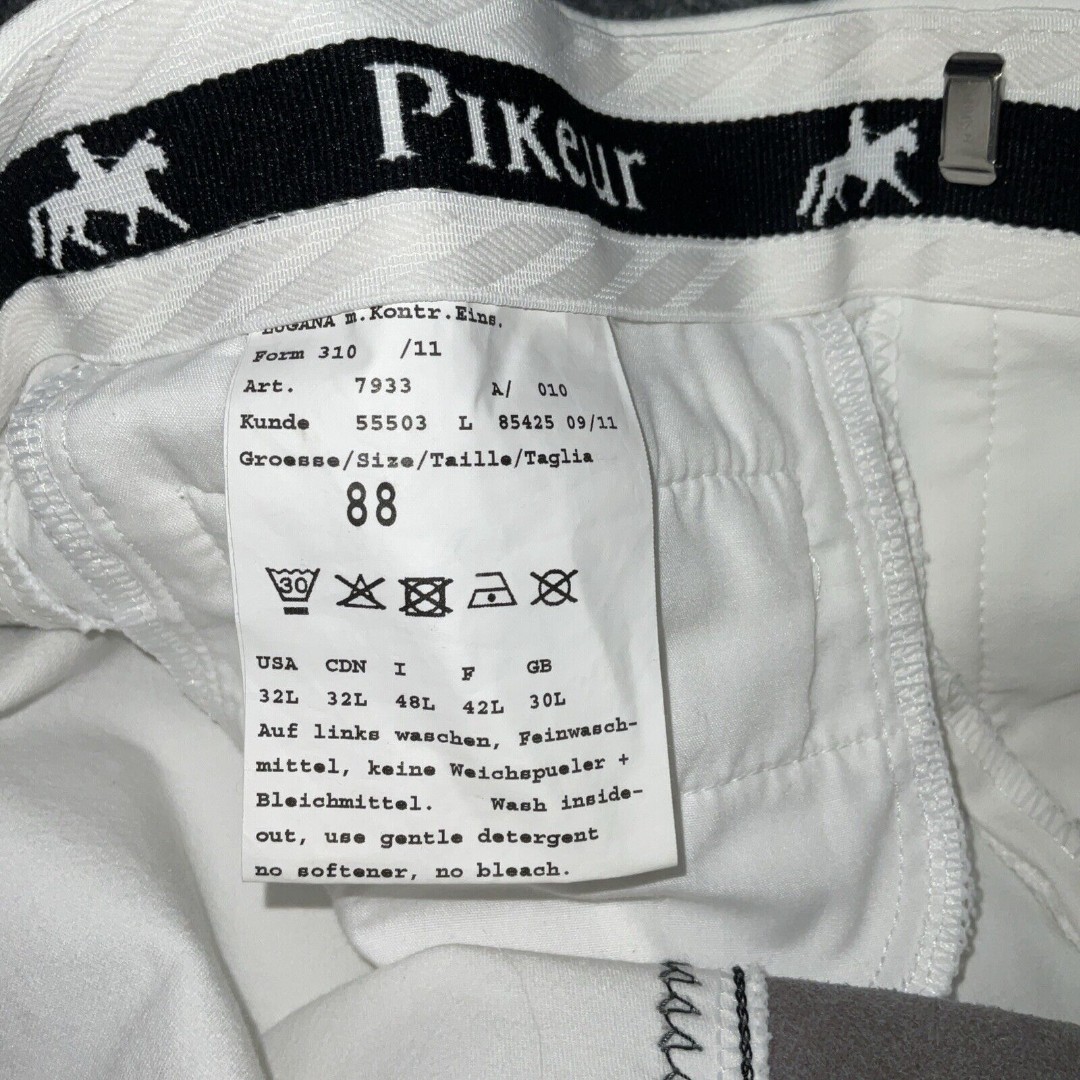 PIKeur
LUGANA m.Kontr.Eins.
Form 310 /11
Art. 7933 A/ 010
Kunde 55503 L 85425 09/11
Groesse/Size/Taille/Taglia
88
30
USA CDN I F GB
32L 32L 48L 42L 30L
Auf links waschen, Feinwasch-
mittel, keine Weichspueler +
Bleichmittel. Wash inside-
out, use gentle detergent
no softener, no bleach.